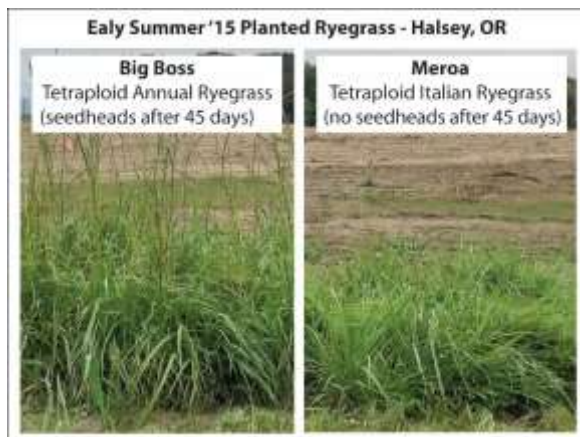 Ealy Summer '15 Planted Ryegrass - Halsey, OR
Big Boss
Tetraploid Annual Ryegrass
(seedheads after 45 days)
Meroa
Tetraploid Italian Ryegrass
(no seedheads after 45 days)